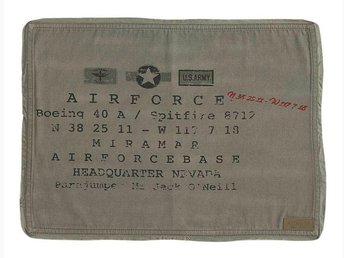 U.S. ARMY
AIRFORCE
Boeing 40 A / Spitfire 8712
N 38 25 11 - W 117 7 18
MIRAMAR
AIRFORCEBASE
HEADQUARTER NEVADA
Parajumper Mr Jack O'Neill